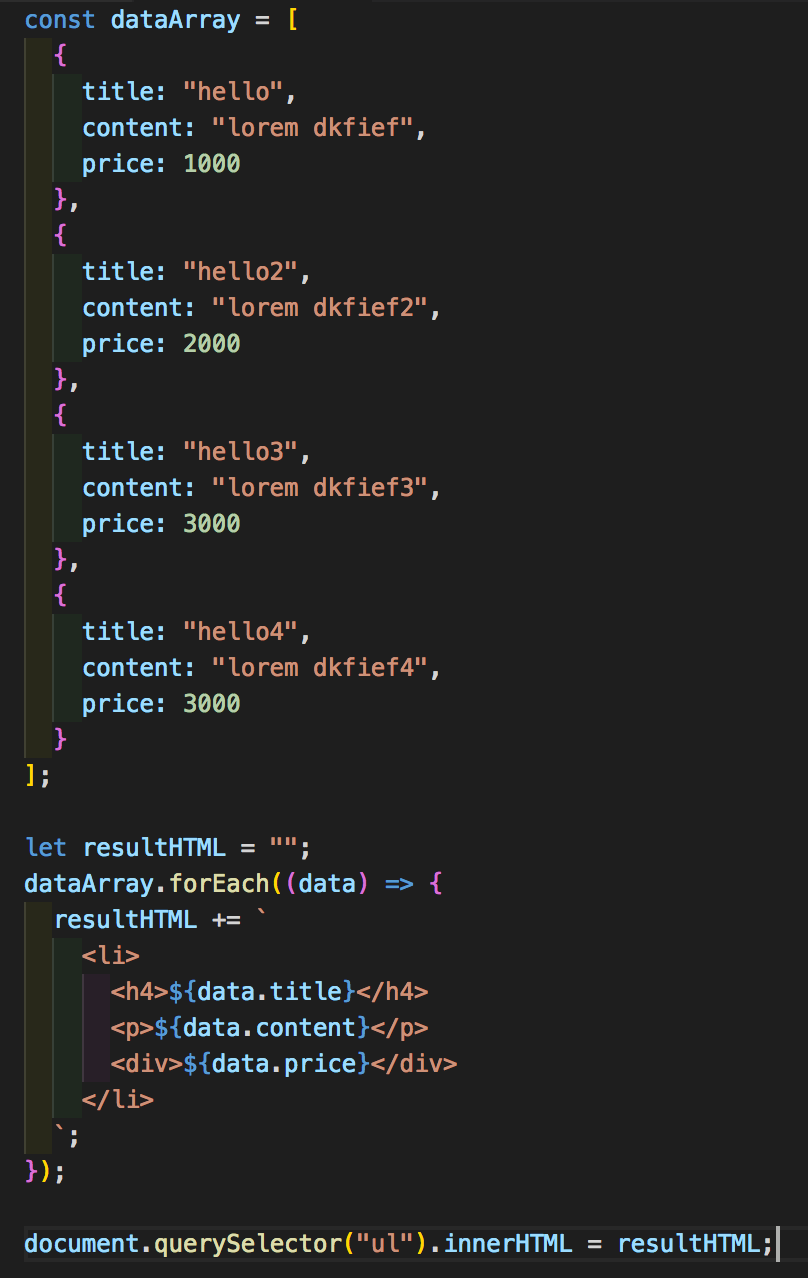 const dataArray = [
  {
    title: "hello",
    content: "lorem dkfief",
    price: 1000
  },
  {
    title: "hello2",
    content: "lorem dkfief2",
    price: 2000
  },
  {
    title: "hello3",
    content: "lorem dkfief3",
    price: 3000
  },
  {
    title: "hello4",
    content: "lorem dkfief4",
    price: 3000
  }
];

let resultHTML = "";
dataArray.forEach((data) => {
  resultHTML += `
    <li>
      <h4>${data.title}</h4>
      <p>${data.content}</p>
      <div>${data.price}</div>
    </li>
  `;
});

document.querySelector("ul").innerHTML = resultHTML;